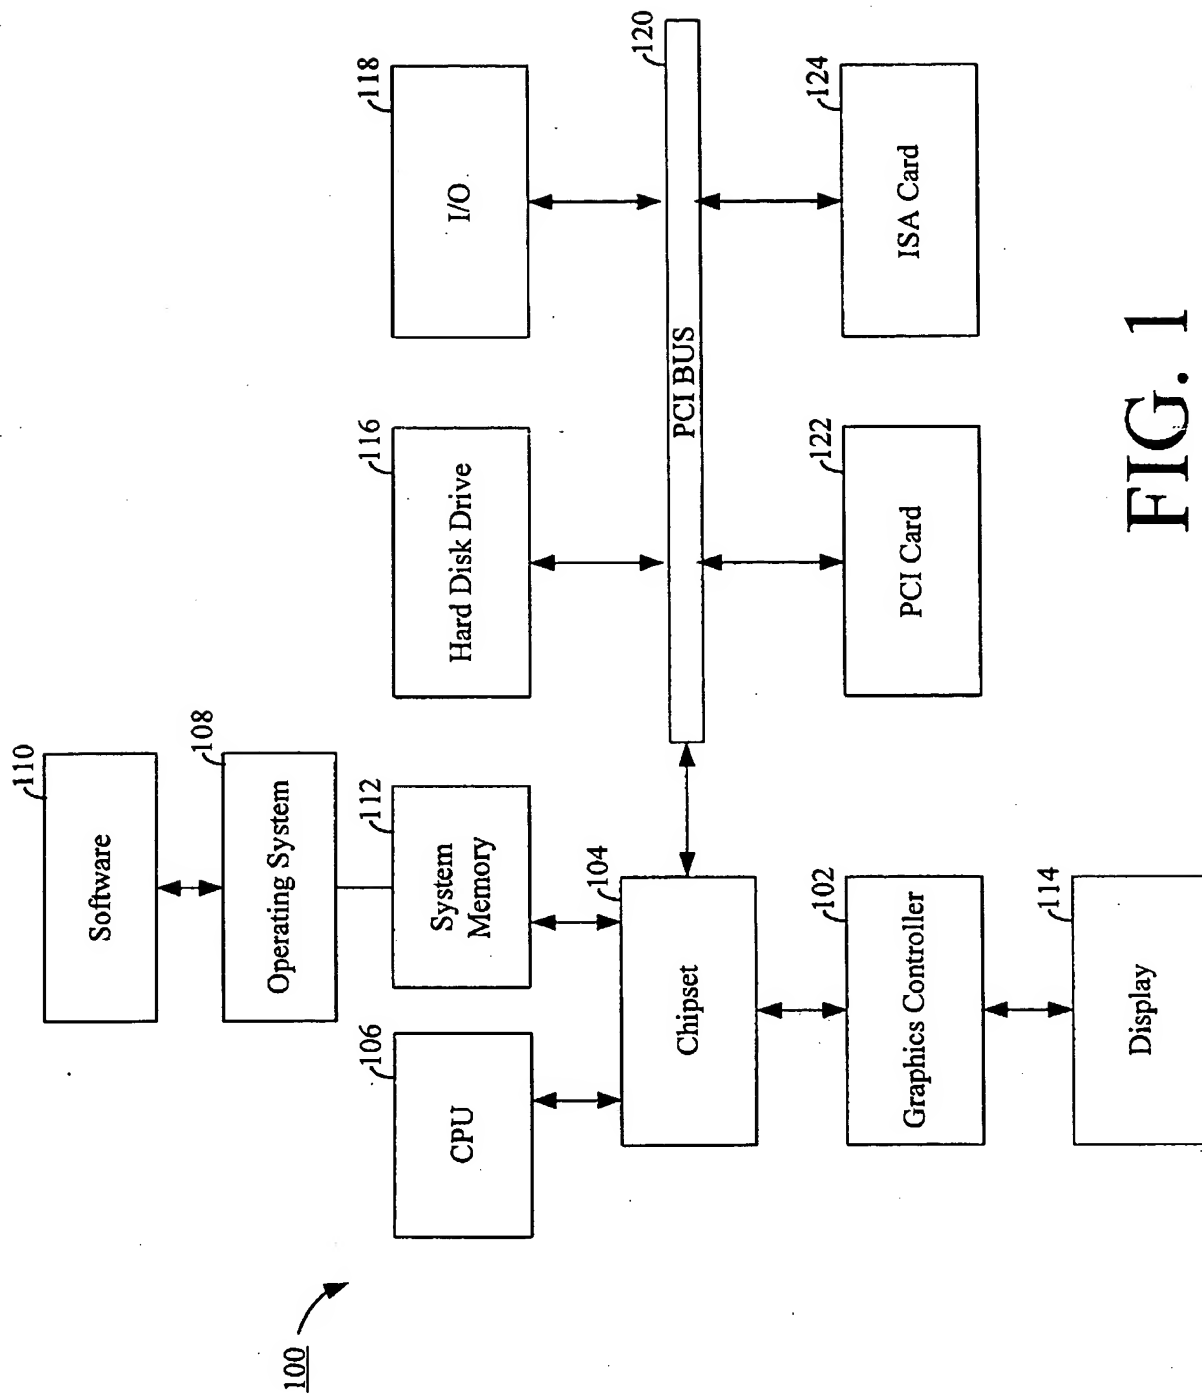 100
110
Software
108
Operating System
106
CPU
112
System
Memory
116
Hard Disk Drive
118
I/O
104
Chipset
120
PCI BUS
102
Graphics Controller
122
PCI Card
124
ISA Card
114
Display
FIG. 1